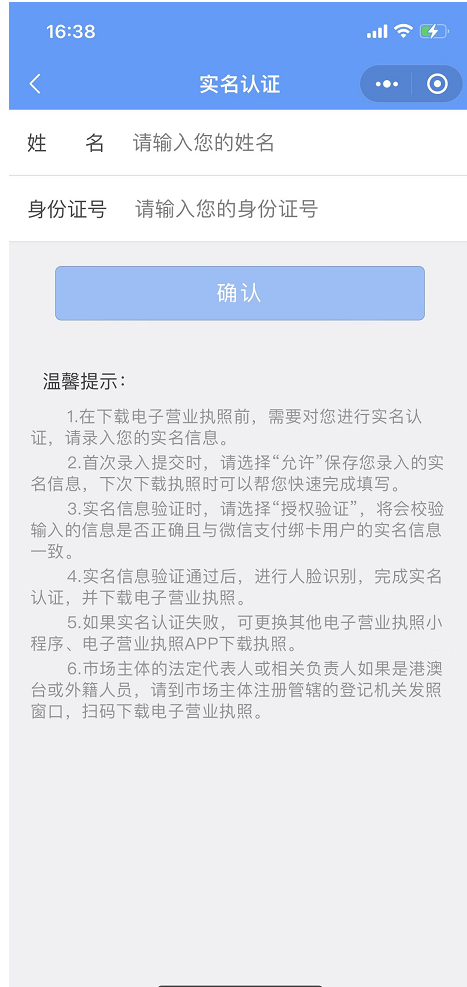 16:38
实名认证
姓 名 请输入您的姓名
身份证号 请输入您的身份证号
确认
温馨提示：
1.在下载电子营业执照前，需要对您进行实名认
证，请录入您的实名信息。
2.首次录入提交时，请选择“允许”保存您录入的实
名信息，下次下载执照时可以帮您快速完成填写。
3.实名信息验证时，请选择“授权验证”，将会校验
输入的信息是否正确且与微信支付绑卡用户的实名信息
一致。
4.实名信息验证通过后，进行人脸识别，完成实名
认证，并下载电子营业执照。
5.如果实名认证失败，可更换其他电子营业执照小
程序、电子营业执照APP下载执照。
6.市场主体的法定代表人或相关负责人如果是港澳
台或外籍人员，请到市场主体注册管辖的登记机关发照
窗口，扫码下载电子营业执照。